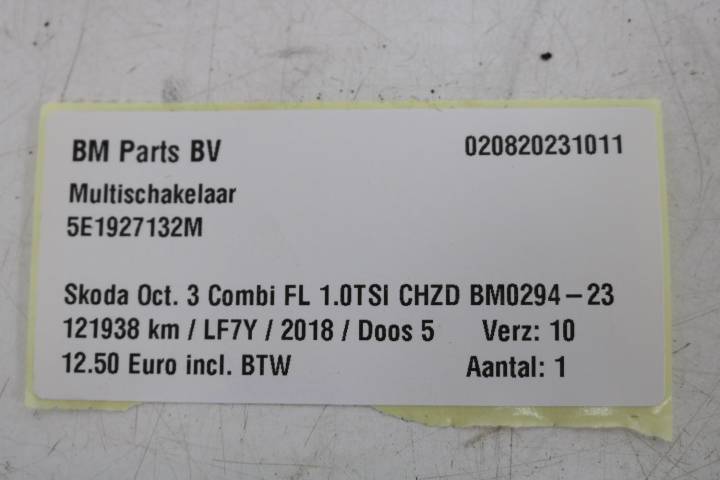 BM Parts BV 020820231011
Multischakelaar
5E1927132M
Skoda Oct. 3 Combi FL 1.0TSI CHZD BM0294-23
121938 km / LF7Y / 2018 / Doos 5 Verz: 10
12.50 Euro incl. BTW Aantal: 1